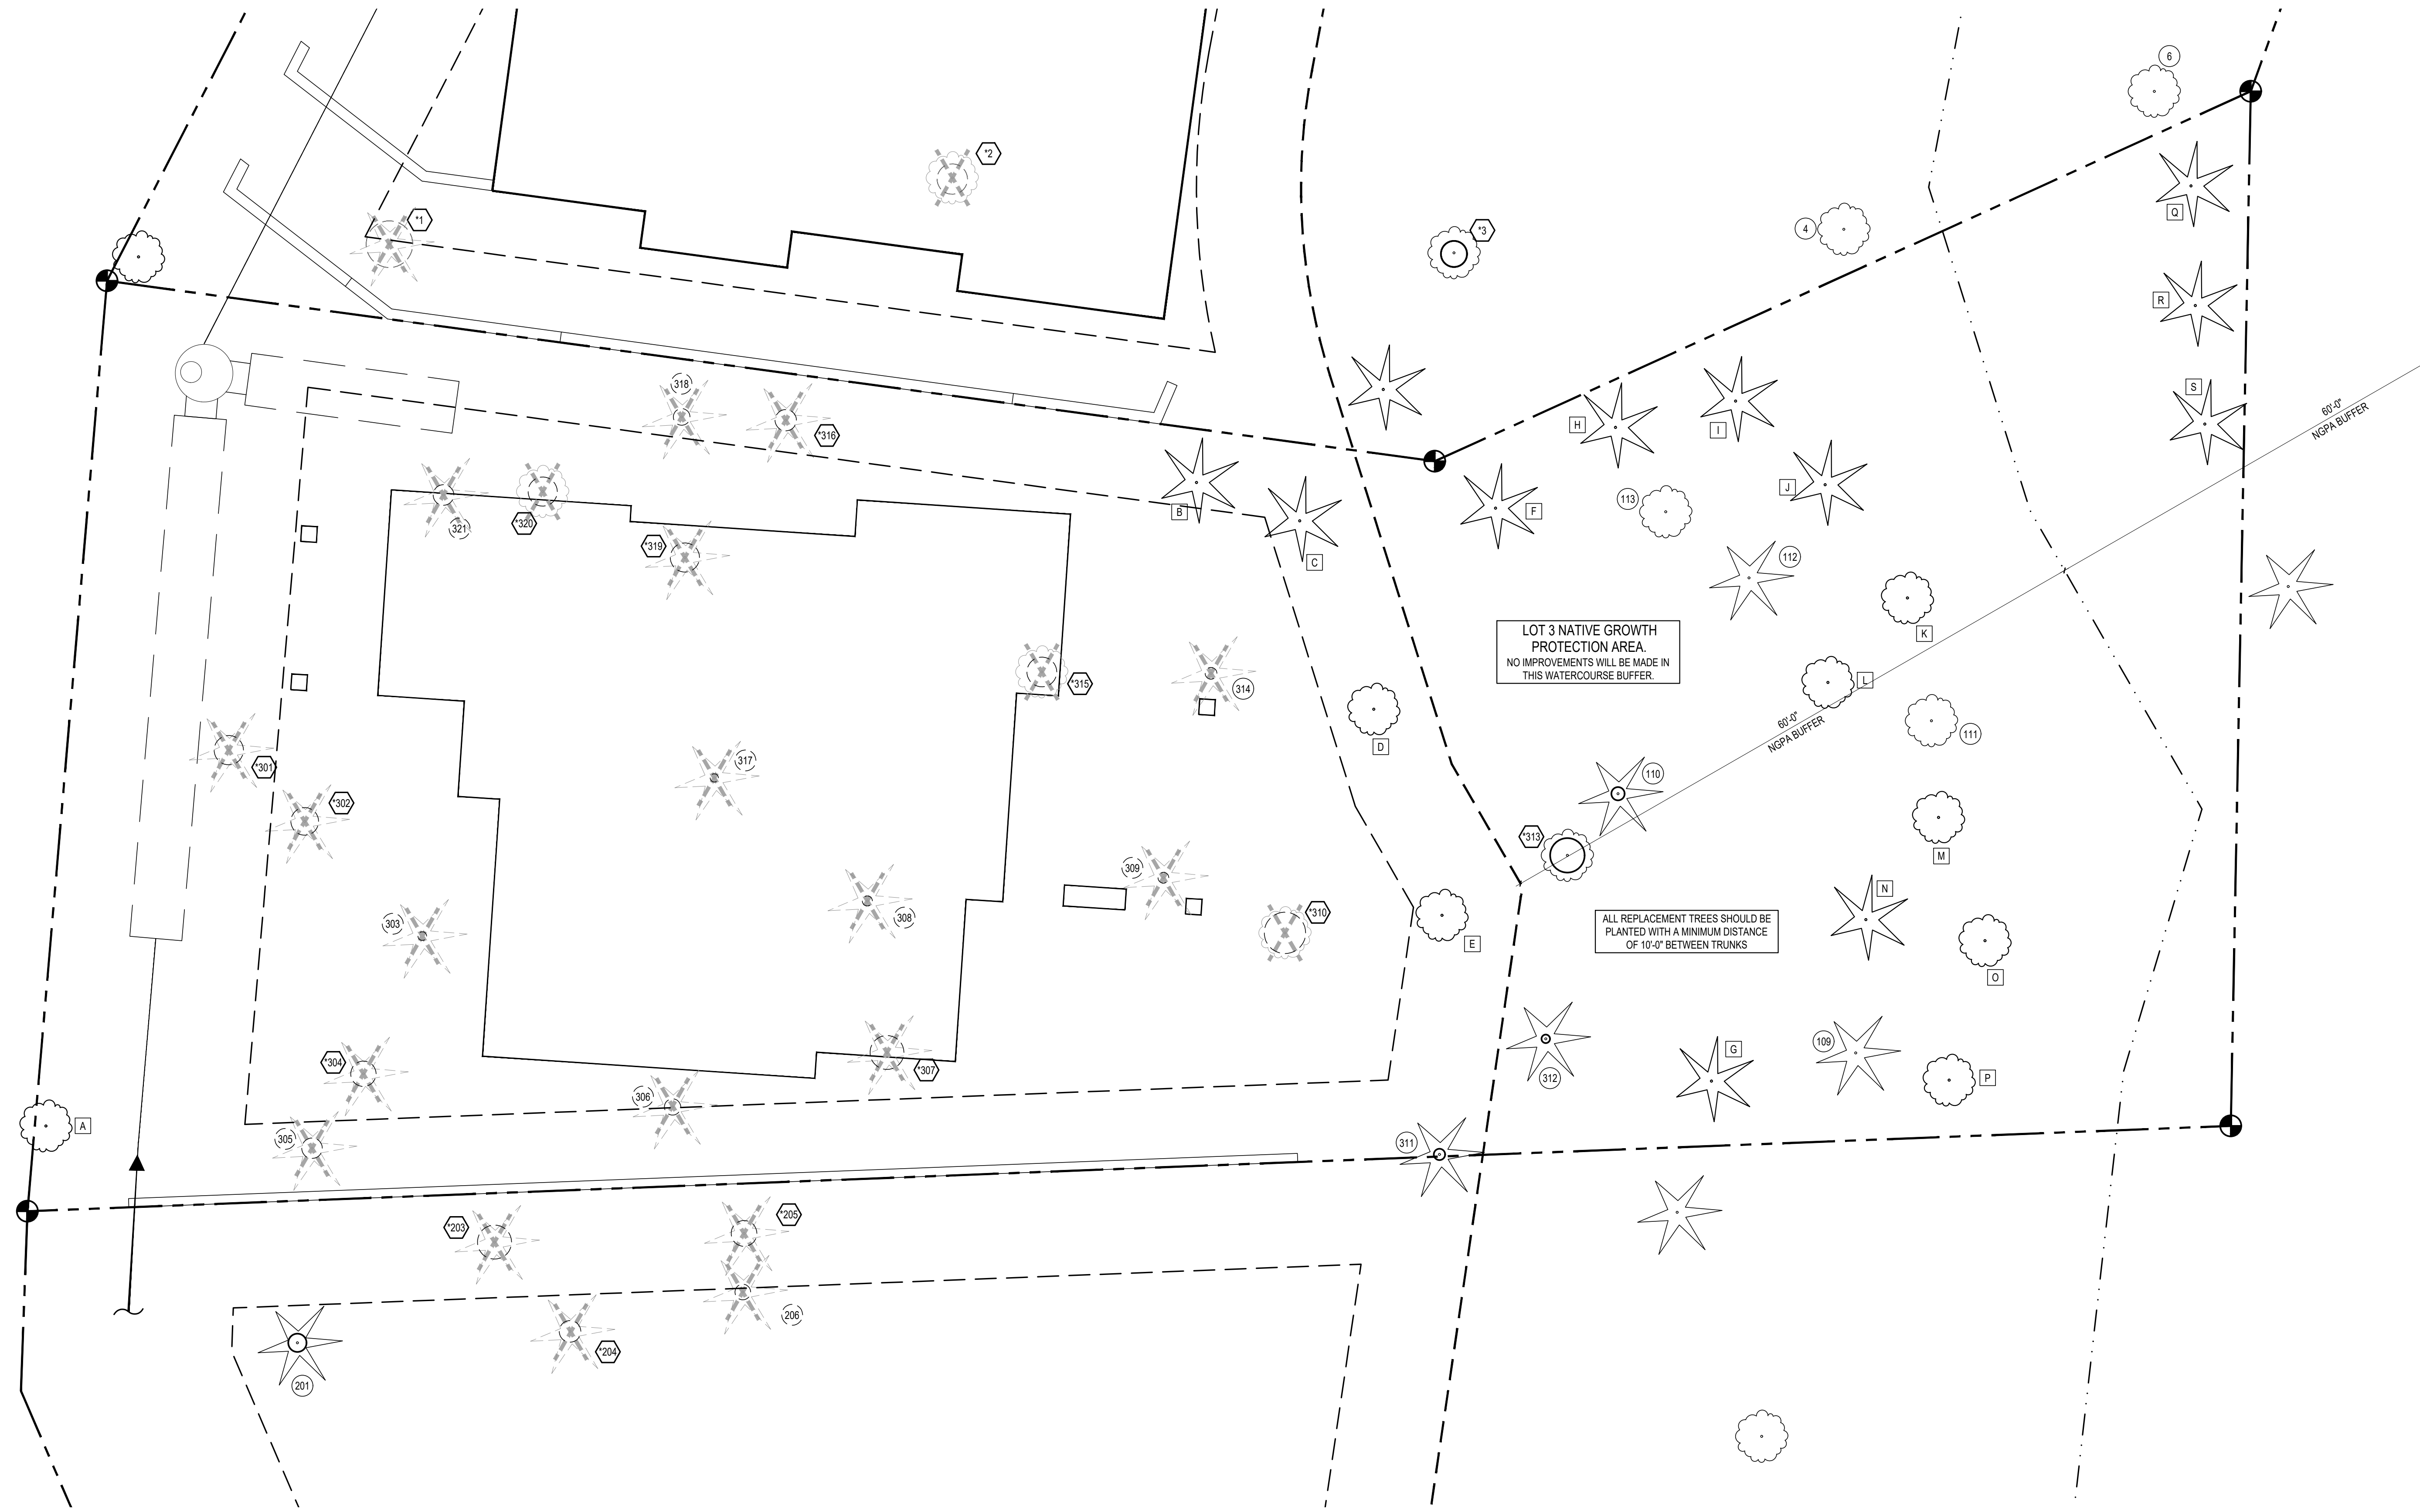 6
*2
Q
*1
4
*3
R
318
S
60'-0"
NGPA BUFFER
H
I
*316
J
113
B
F
*320
321
*319
C
112
LOT 3 NATIVE GROWTH
PROTECTION AREA.
NO IMPROVEMENTS WILL BE MADE IN
THIS WATERCOURSE BUFFER.
K
*315
314
L
60'-0"
NGPA BUFFER
D
111
317
*301
110
*302
*313
M
309
N
*310
308
303
ALL REPLACEMENT TREES SHOULD BE
PLANTED WITH A MINIMUM DISTANCE
OF 10'-0" BETWEEN TRUNKS
E
O
109
G
*304
*307
312
P
306
A
305
311
*205
*203
206
*204
201